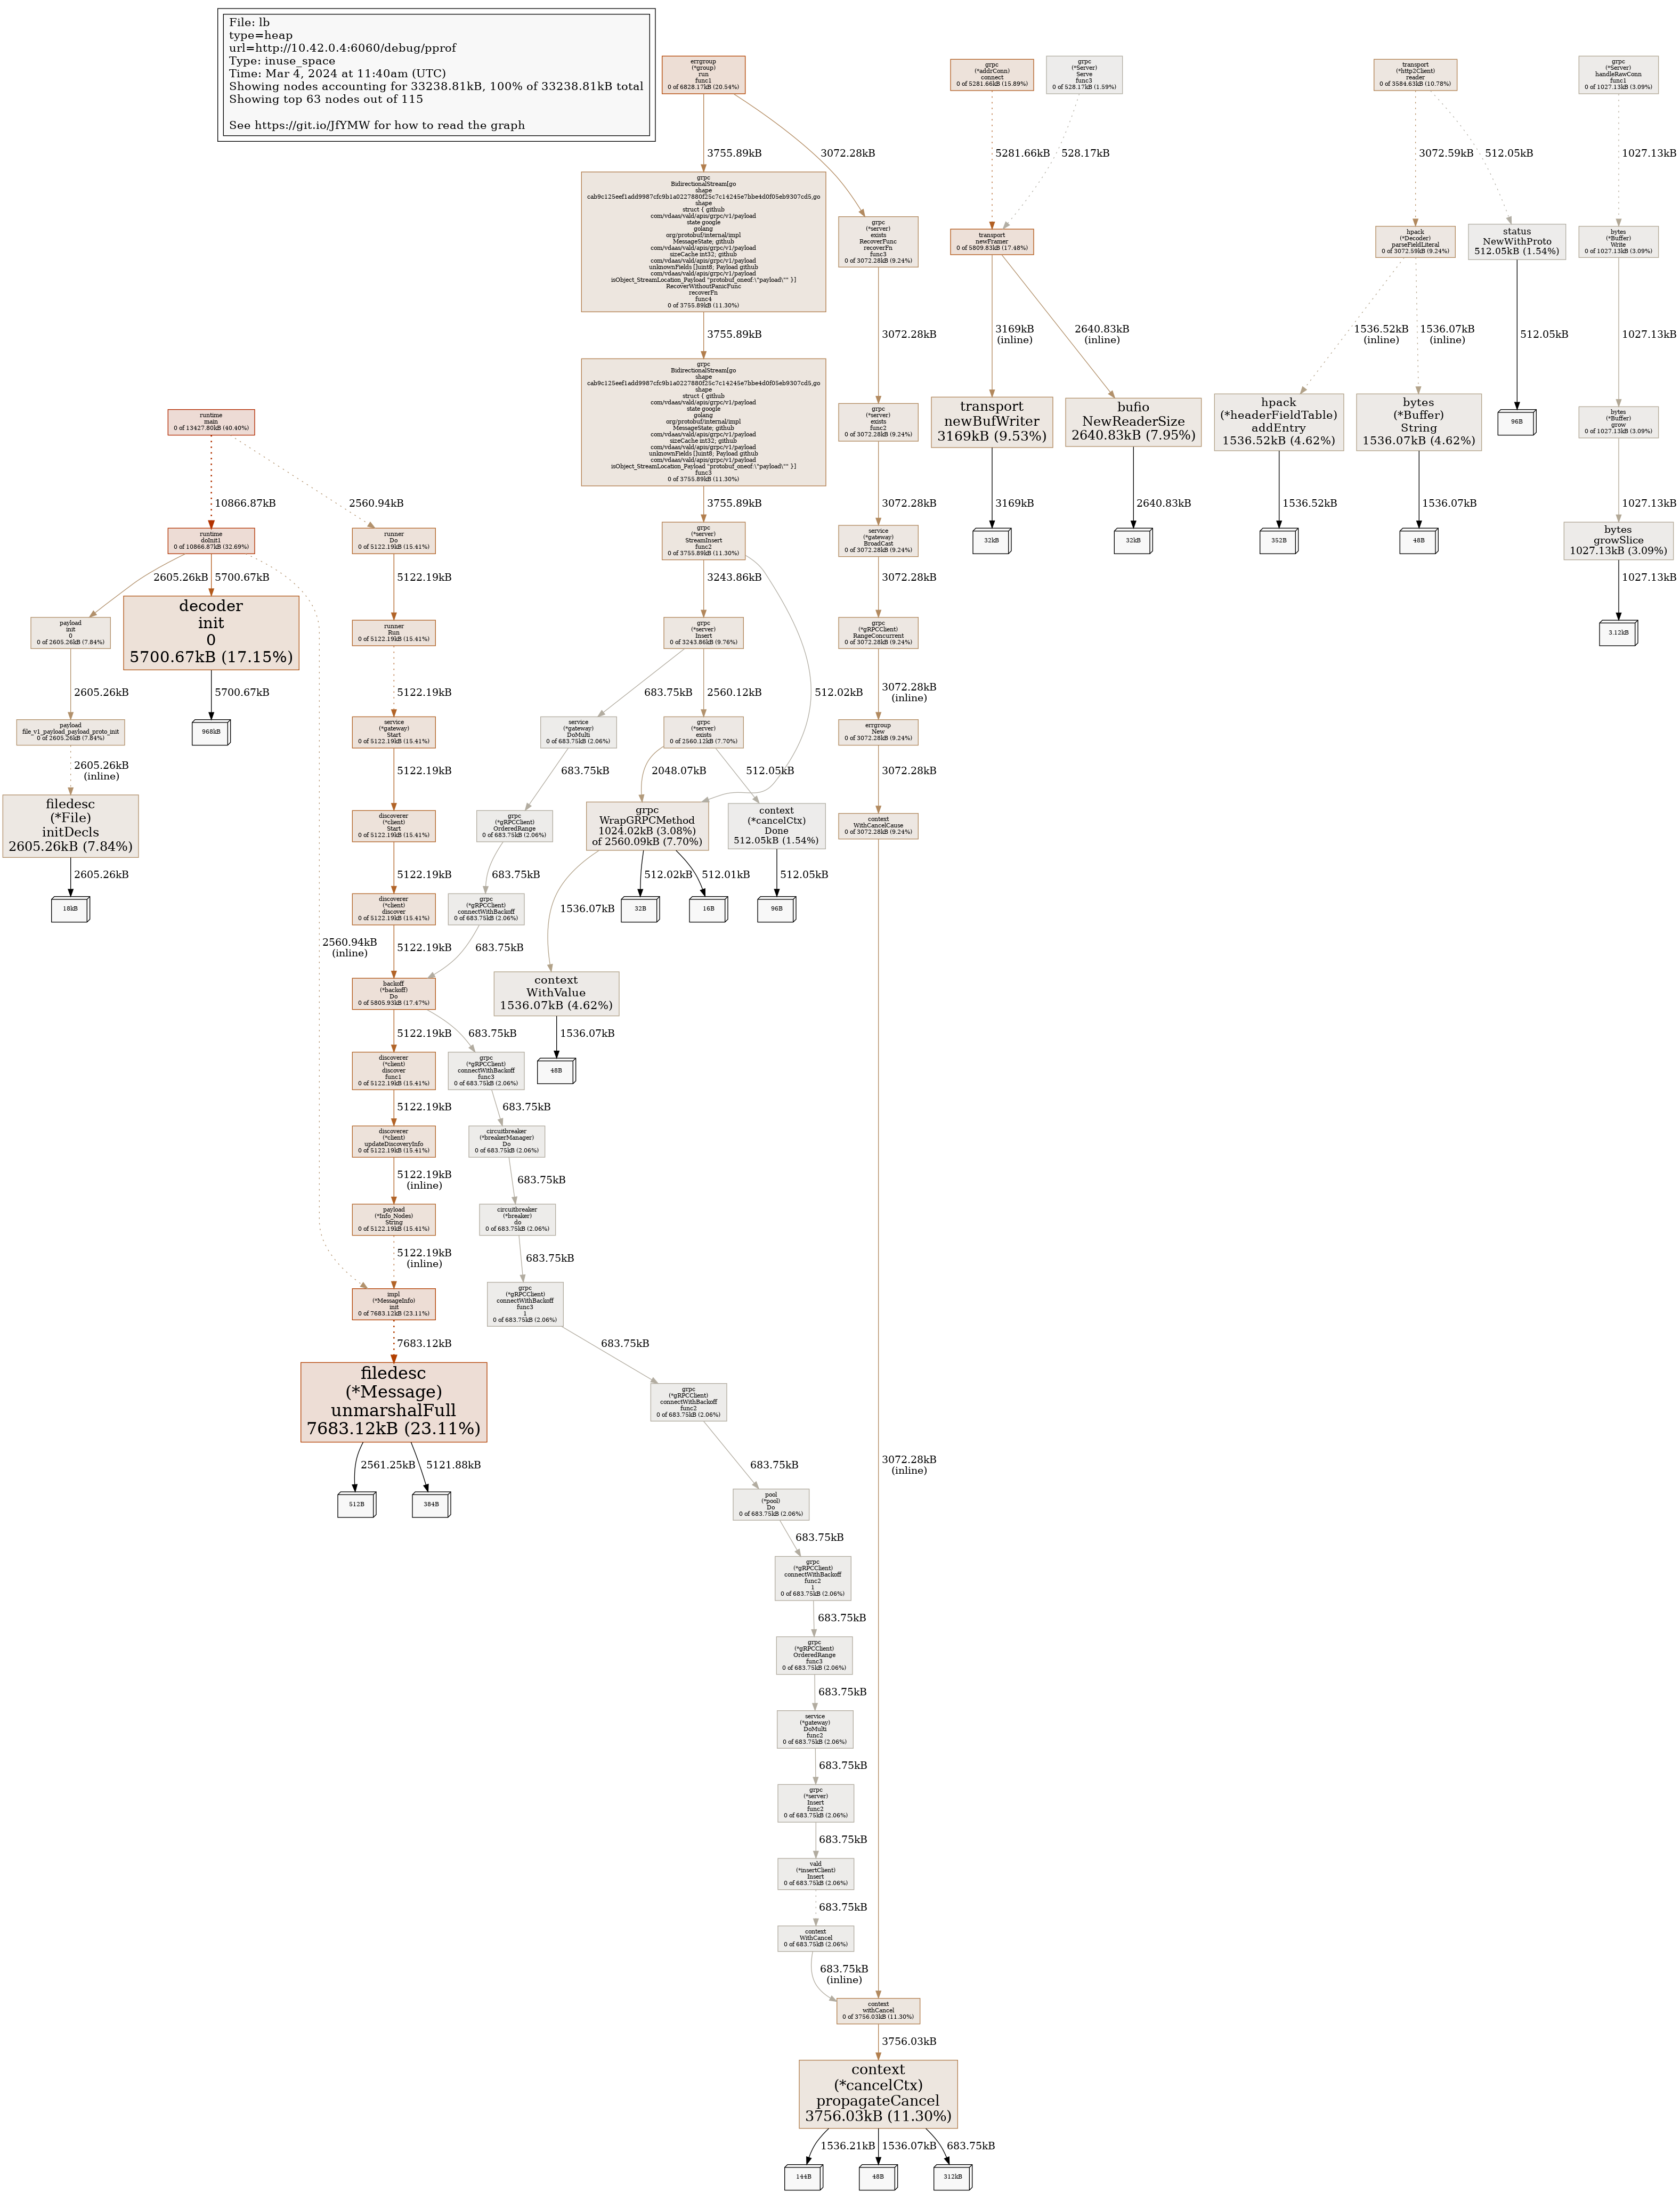 File: lb
type=heap
url=http://10.42.0.4:6060/debug/pprof
Type: inuse_space
Time: Mar 4, 2024 at 11:40am (UTC)
Showing nodes accounting for 33238.81kB, 100% of 33238.81kB total
Showing top 63 nodes out of 115
See https://git.io/JfYMW for how to read the graph
errgroup
(*group)
run
func1
0 of 6828.17kB (20.54%)
grpc
(*addrConn)
connect
0 of 5281.66kB (15.89%)
grpc
(*Server)
Serve
func3
0 of 528.17kB (1.59%)
transport
(*http2Client)
reader
0 of 3584.63kB (10.78%)
grpc
(*Server)
handleRawConn
func1
0 of 1027.13kB (3.09%)
3755.89kB
3072.28kB
5281.66kB
528.17kB
3072.59kB
512.05kB
1027.13kB
grpc
BidirectionalStream[go
shape
cab9c125eef1add9987cfc9b1a0227880f25c7c14245e7bbe4d0f05eb9307cd5,go
shape
struct { github
com/vdaas/vald/apis/grpc/v1/payload
state google
golang
org/protobuf/internal/impl
MessageState; github
com/vdaas/vald/apis/grpc/v1/payload
sizeCache int32; github
com/vdaas/vald/apis/grpc/v1/payload
unknownFields []uint8; Payload github
com/vdaas/vald/apis/grpc/v1/payload
isObject_StreamLocation_Payload "protobuf_oneof:\"payload\"" }]
RecoverWithoutPanicFunc
recoverFn
func4
0 of 3755.89kB (11.30%)
grpc
(*server)
exists
RecoverFunc
recoverFn
func3
0 of 3072.28kB (9.24%)
transport
newFramer
0 of 5809.83kB (17.48%)
hpack
(*Decoder)
parseFieldLiteral
0 of 3072.59kB (9.24%)
status
NewWithProto
512.05kB (1.54%)
bytes
(*Buffer)
Write
0 of 1027.13kB (3.09%)
3755.89kB
3072.28kB
3169kB
(inline)
2640.83kB
(inline)
1536.52kB
(inline)
1536.07kB
(inline)
512.05kB
1027.13kB
grpc
BidirectionalStream[go
shape
cab9c125eef1add9987cfc9b1a0227880f25c7c14245e7bbe4d0f05eb9307cd5,go
shape
struct { github
com/vdaas/vald/apis/grpc/v1/payload
state google
golang
org/protobuf/internal/impl
MessageState; github
com/vdaas/vald/apis/grpc/v1/payload
sizeCache int32; github
com/vdaas/vald/apis/grpc/v1/payload
unknownFields []uint8; Payload github
com/vdaas/vald/apis/grpc/v1/payload
isObject_StreamLocation_Payload "protobuf_oneof:\"payload\"" }]
func3
0 of 3755.89kB (11.30%)
runtime
main
0 of 13427.80kB (40.40%)
grpc
(*server)
exists
func2
0 of 3072.28kB (9.24%)
transport
newBufWriter
3169kB (9.53%)
bufio
NewReaderSize
2640.83kB (7.95%)
hpack
(*headerFieldTable)
addEntry
1536.52kB (4.62%)
bytes
(*Buffer)
String
1536.07kB (4.62%)
96B
bytes
(*Buffer)
grow
0 of 1027.13kB (3.09%)
10866.87kB
2560.94kB
3755.89kB
3072.28kB
3169kB
2640.83kB
1536.52kB
1536.07kB
1027.13kB
runtime
doInit1
0 of 10866.87kB (32.69%)
runner
Do
0 of 5122.19kB (15.41%)
grpc
(*server)
StreamInsert
func2
0 of 3755.89kB (11.30%)
service
(*gateway)
BroadCast
0 of 3072.28kB (9.24%)
32kB
32kB
352B
48B
bytes
growSlice
1027.13kB (3.09%)
2605.26kB
5700.67kB
5122.19kB
3243.86kB
3072.28kB
1027.13kB
payload
init
0
0 of 2605.26kB (7.84%)
decoder
init
0
5700.67kB (17.15%)
runner
Run
0 of 5122.19kB (15.41%)
grpc
(*server)
Insert
0 of 3243.86kB (9.76%)
grpc
(*gRPCClient)
RangeConcurrent
0 of 3072.28kB (9.24%)
3.12kB
2605.26kB
5700.67kB
5122.19kB
683.75kB
2560.12kB
512.02kB
3072.28kB
(inline)
payload
file_v1_payload_payload_proto_init
0 of 2605.26kB (7.84%)
968kB
service
(*gateway)
Start
0 of 5122.19kB (15.41%)
service
(*gateway)
DoMulti
0 of 683.75kB (2.06%)
grpc
(*server)
exists
0 of 2560.12kB (7.70%)
errgroup
New
0 of 3072.28kB (9.24%)
2605.26kB
(inline)
5122.19kB
683.75kB
2048.07kB
512.05kB
3072.28kB
filedesc
(*File)
initDecls
2605.26kB (7.84%)
discoverer
(*client)
Start
0 of 5122.19kB (15.41%)
grpc
(*gRPCClient)
OrderedRange
0 of 683.75kB (2.06%)
grpc
WrapGRPCMethod
1024.02kB (3.08%)
of 2560.09kB (7.70%)
context
(*cancelCtx)
Done
512.05kB (1.54%)
context
WithCancelCause
0 of 3072.28kB (9.24%)
2605.26kB
5122.19kB
683.75kB
1536.07kB
512.02kB
512.01kB
512.05kB
18kB
discoverer
(*client)
discover
0 of 5122.19kB (15.41%)
grpc
(*gRPCClient)
connectWithBackoff
0 of 683.75kB (2.06%)
32B
16B
96B
2560.94kB
(inline)
5122.19kB
683.75kB
backoff
(*backoff)
Do
0 of 5805.93kB (17.47%)
context
WithValue
1536.07kB (4.62%)
5122.19kB
683.75kB
1536.07kB
discoverer
(*client)
discover
func1
0 of 5122.19kB (15.41%)
grpc
(*gRPCClient)
connectWithBackoff
func3
0 of 683.75kB (2.06%)
48B
5122.19kB
683.75kB
discoverer
(*client)
updateDiscoveryInfo
0 of 5122.19kB (15.41%)
circuitbreaker
(*breakerManager)
Do
0 of 683.75kB (2.06%)
5122.19kB
(inline)
683.75kB
payload
(*Info_Nodes)
String
0 of 5122.19kB (15.41%)
circuitbreaker
(*breaker)
do
0 of 683.75kB (2.06%)
5122.19kB
(inline)
683.75kB
impl
(*MessageInfo)
init
0 of 7683.12kB (23.11%)
grpc
(*gRPCClient)
connectWithBackoff
func3
1
0 of 683.75kB (2.06%)
7683.12kB
683.75kB
filedesc
(*Message)
unmarshalFull
7683.12kB (23.11%)
grpc
(*gRPCClient)
connectWithBackoff
func2
0 of 683.75kB (2.06%)
2561.25kB
5121.88kB
683.75kB
3072.28kB
(inline)
512B
384B
pool
(*pool)
Do
0 of 683.75kB (2.06%)
683.75kB
grpc
(*gRPCClient)
connectWithBackoff
func2
1
0 of 683.75kB (2.06%)
683.75kB
grpc
(*gRPCClient)
OrderedRange
func3
0 of 683.75kB (2.06%)
683.75kB
service
(*gateway)
DoMulti
func2
0 of 683.75kB (2.06%)
683.75kB
grpc
(*server)
Insert
func2
0 of 683.75kB (2.06%)
683.75kB
vald
(*insertClient)
Insert
0 of 683.75kB (2.06%)
683.75kB
context
WithCancel
0 of 683.75kB (2.06%)
683.75kB
(inline)
context
withCancel
0 of 3756.03kB (11.30%)
3756.03kB
context
(*cancelCtx)
propagateCancel
3756.03kB (11.30%)
1536.21kB
1536.07kB
683.75kB
144B
48B
312kB